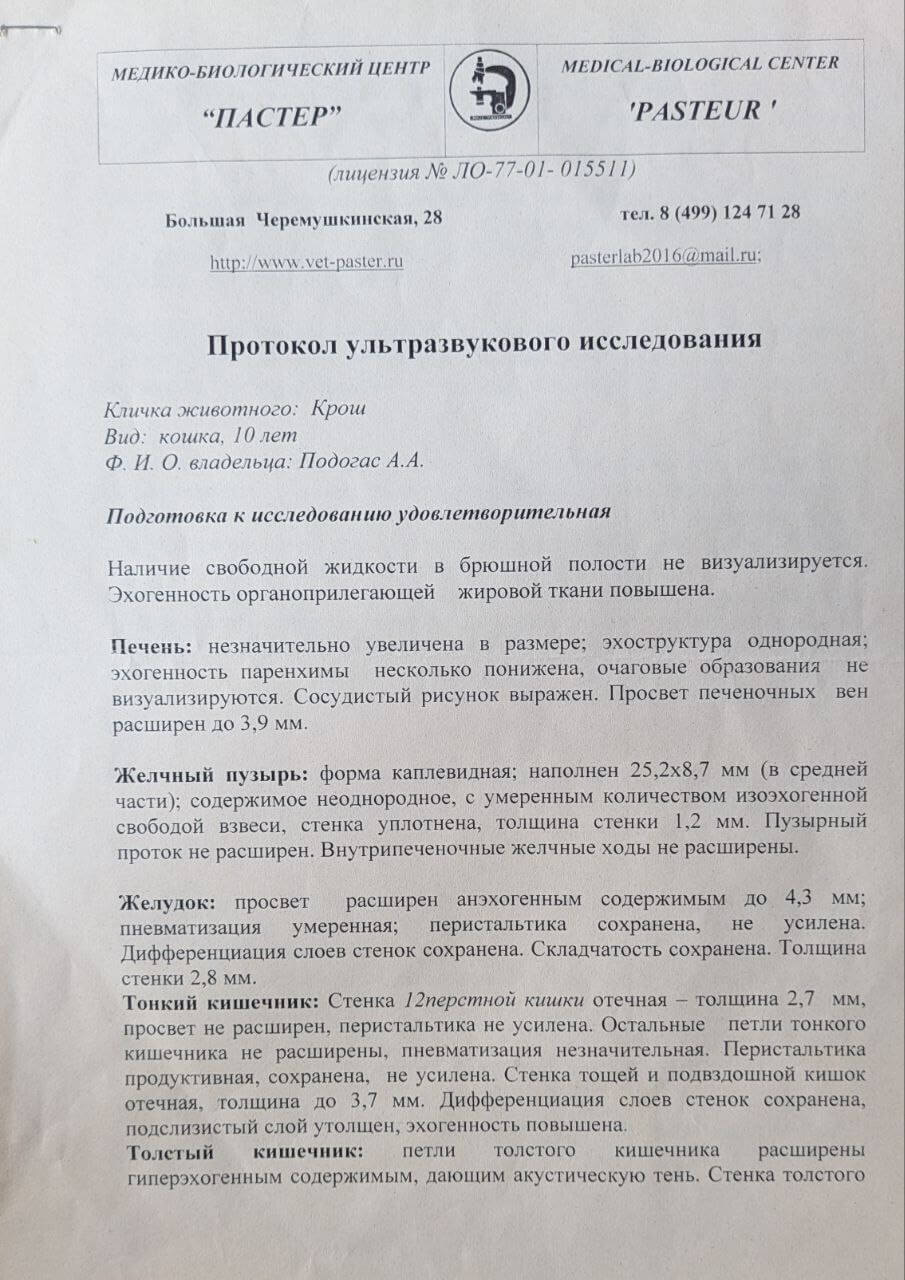 МЕДИКО-БИОЛОГИЧЕСКИЙ ЦЕНТР
“ПАСТЕР”
MEDICAL-BIOLOGICAL CENTER
'PASTEUR '
(лицензия № ЛО-77-01- 015511)
Большая Черемушкинская, 28
тел. 8 (499) 124 71 28
http://www.vet-paster.ru
pasterlab2016@mail.ru;
Протокол ультразвукового исследования
Кличка животного: Крош
Вид: кошка, 10 лет
Ф. И. О. владельца: Подогас А.А.
Подготовка к исследованию удовлетворительная
Наличие свободной жидкости в брюшной полости не визуализируется.
Эхогенность органоприлегающей жировой ткани повышена.
Печень: незначительно увеличена в размере; эхоструктура однородная;
эхогенность паренхимы несколько понижена, очаговые образования не
визуализируются. Сосудистый рисунок выражен. Просвет печеночных вен
расширен до 3,9 мм.
Желчный пузырь: форма каплевидная; наполнен 25,2х8,7 мм (в средней
части); содержимое неоднородное, с умеренным количеством изоэхогенной
свободой взвеси, стенка уплотнена, толщина стенки 1,2 мм. Пузырный
проток не расширен. Внутрипеченочные желчные ходы не расширены.
Желудок: просвет расширен анэхогенным содержимым до 4,3 мм;
пневматизация умеренная; перистальтика сохранена, не усилена.
Дифференциация слоев стенок сохранена. Складчатость сохранена. Толщина
стенки 2,8 мм.
Тонкий кишечник: Стенка 12перстной кишки отечная – толщина 2,7 мм,
просвет не расширен, перистальтика не усилена. Остальные петли тонкого
кишечника не расширены, пневматизация незначительная. Перистальтика
продуктивная, сохранена, не усилена. Стенка тощей и подвздошной кишок
отечная, толщина до 3,7 мм. Дифференциация слоев стенок сохранена,
подслизистый слой утолщен, эхогенность повышена.
Толстый кишечник: петли толстого кишечника расширены
гиперэхогенным содержимым, дающим акустическую тень. Стенка толстого